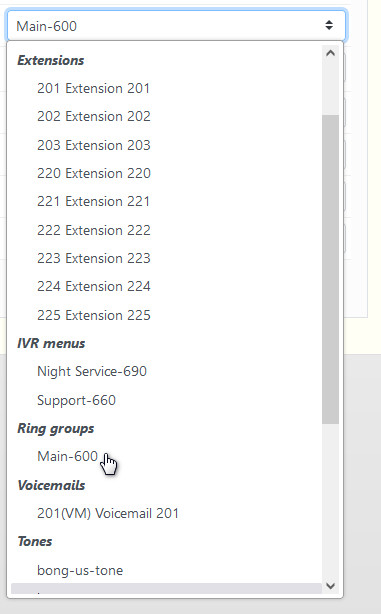 Main-600
Extensions
201 Extension 201
202 Extension 202
203 Extension 203
220 Extension 220
221 Extension 221
222 Extension 222
223 Extension 223
224 Extension 224
225 Extension 225
IVR menus
Night Service-690
Support-660
Ring groups
Main-600
Voicemails
201(VM) Voicemail 201
Tones
bong-us-tone